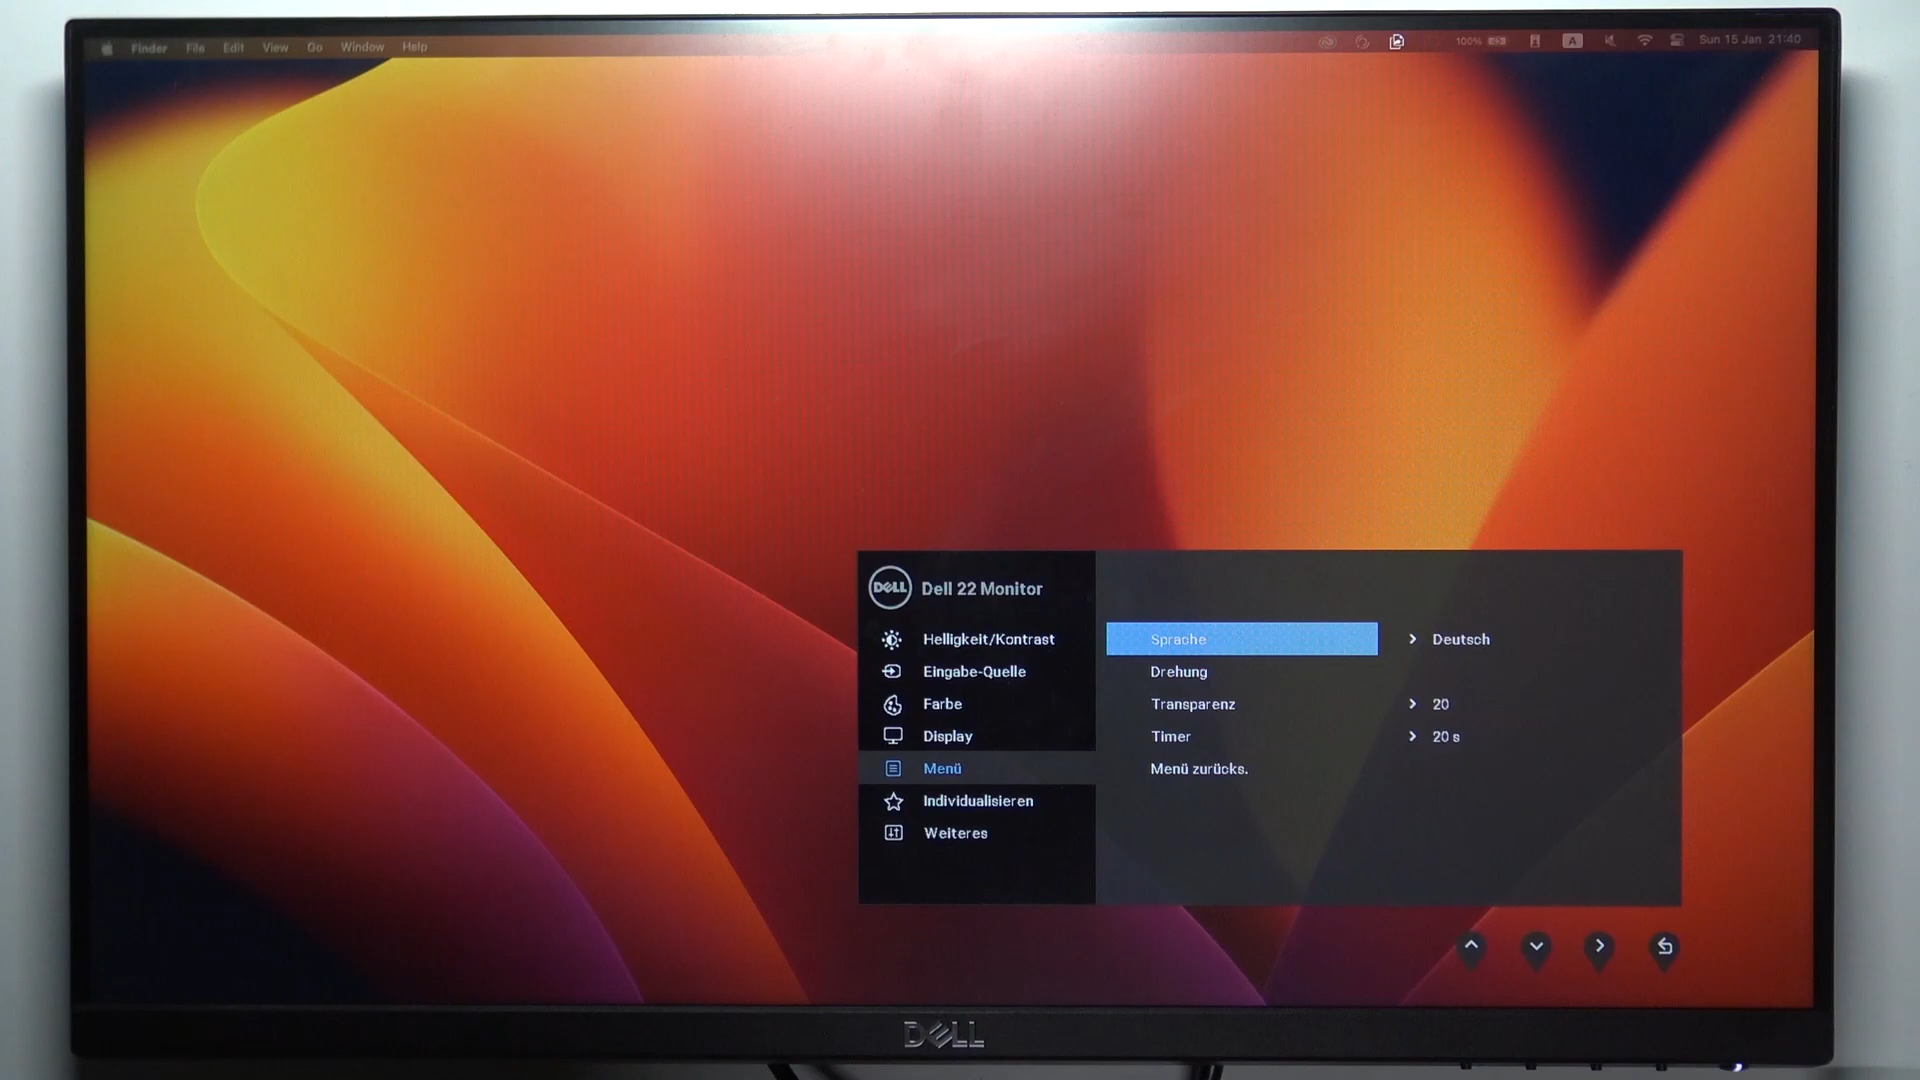 Finder File Edit View Go Window Help 100% A Sun 15 Jan 21:40
DELL Dell 22 Monitor
Helligkeit/Kontrast
Eingabe-Quelle
Farbe
Display
Menü
Individualisieren
Weiteres
Sprache Deutsch
Drehung
Transparenz 20
Timer 20 s
Menü zurücks.
DELL